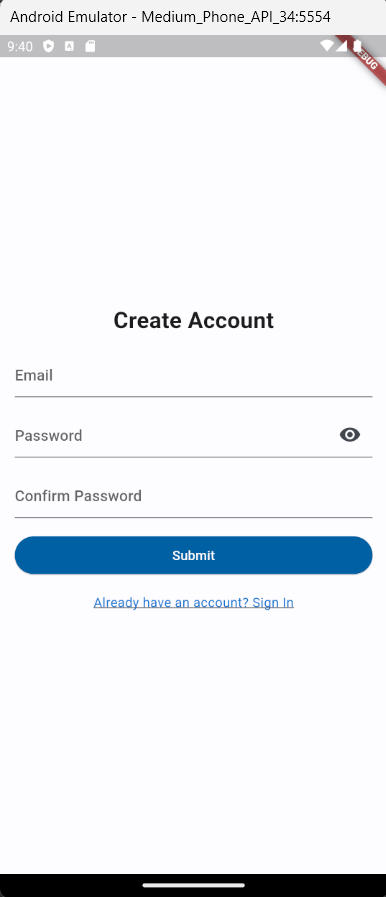 Android Emulator - Medium_Phone_API_34:5554
9:40
DEBUG
Create Account
Email
Password
Confirm Password
Submit
Already have an account? Sign In